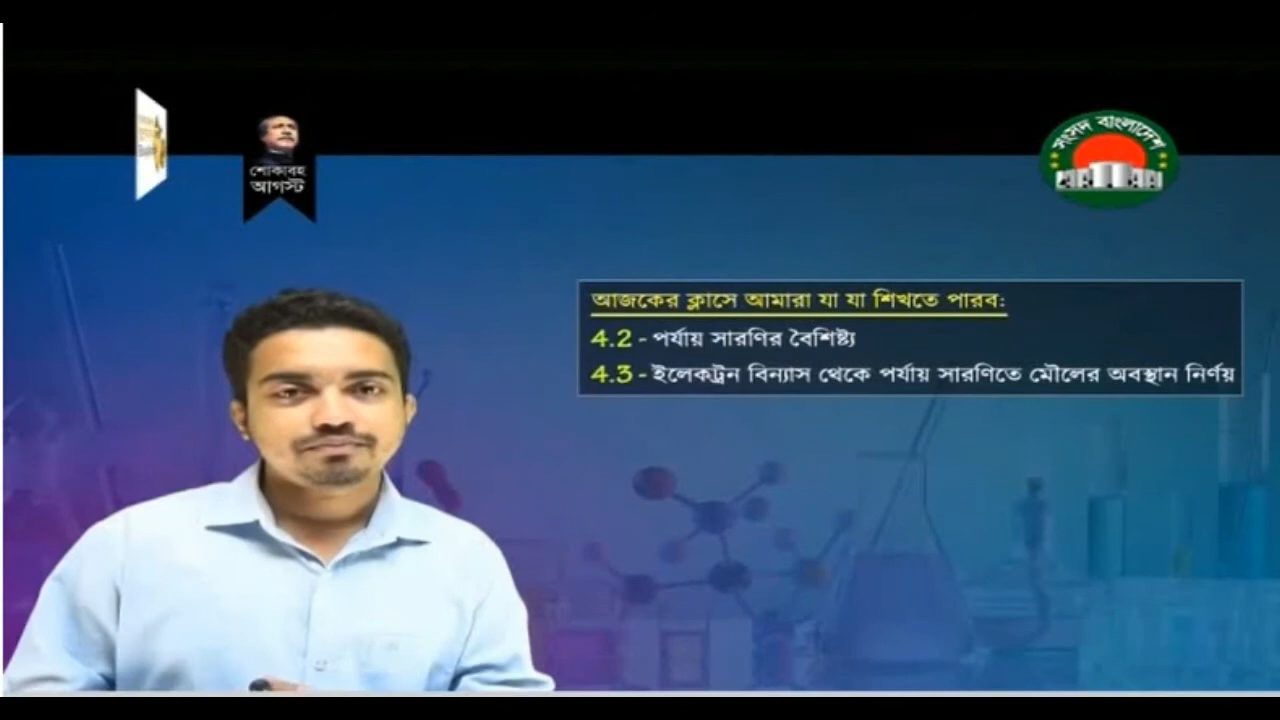 শোকাবহ
আগস্ট
সংসদ বাংলাদেশ
আজকের ক্লাসে আমারা যা যা শিখতে পারব:
4.2 - পর্যায় সারণির বৈশিষ্ট্য
4.3 - ইলেকট্রন বিন্যাস থেকে পর্যায় সারণিতে মৌলের অবস্থান নির্ণয়